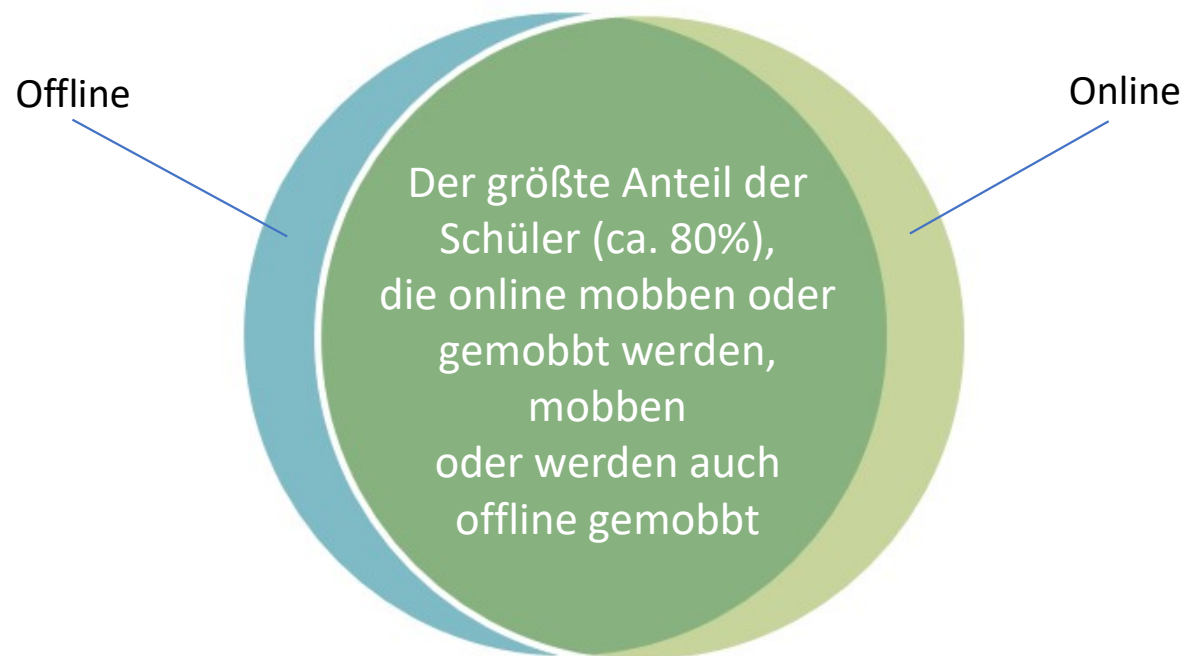 Offline
Online
Der größte Anteil der
Schüler (ca. 80%),
die online mobben oder
gemobbt werden,
mobben
oder werden auch
offline gemobbt